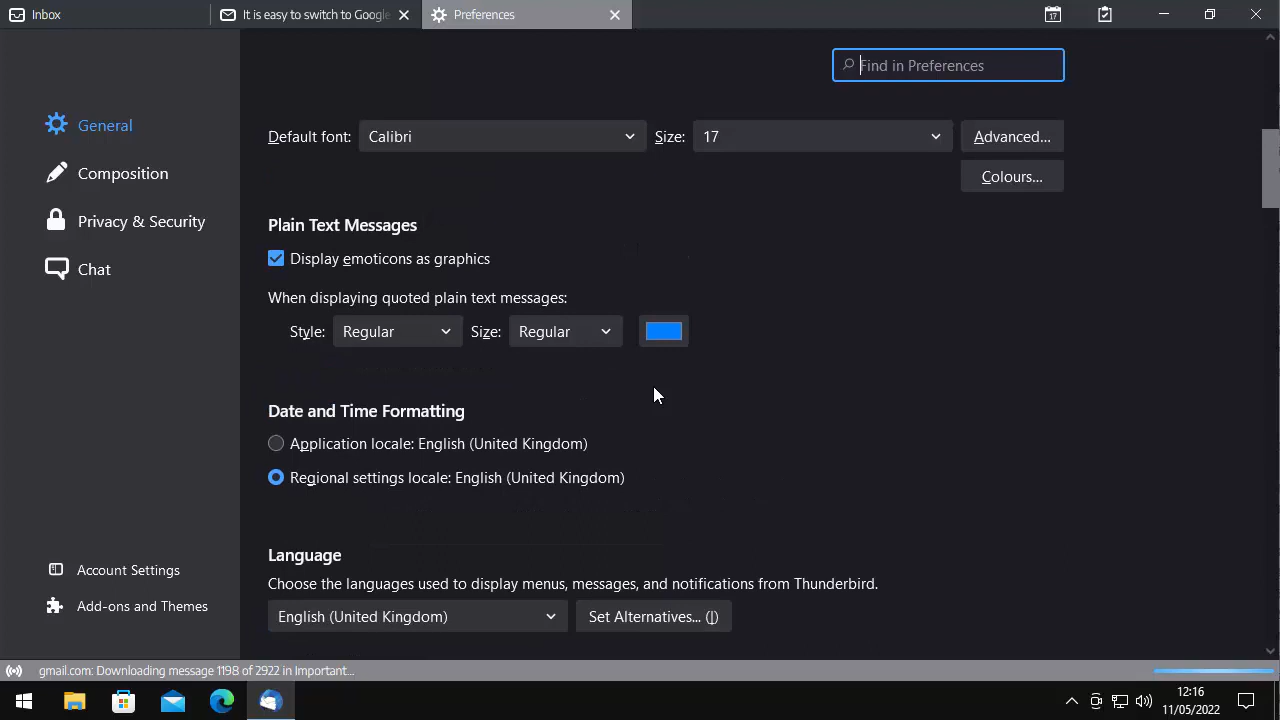 Inbox
It is easy to switch to Google
Preferences
17
Find in Preferences
General
Composition
Privacy & Security
Chat
Default font:
Calibri
Size:
17
Advanced...
Colours...
Plain Text Messages
Display emoticons as graphics
When displaying quoted plain text messages:
Style:
Regular
Size:
Regular
Date and Time Formatting
Application locale: English (United Kingdom)
Regional settings locale: English (United Kingdom)
Language
Choose the languages used to display menus, messages, and notifications from Thunderbird.
English (United Kingdom)
Set Alternatives... (l)
Account Settings
Add-ons and Themes
gmail.com: Downloading message 1198 of 2922 in Important...
12:16
11/05/2022